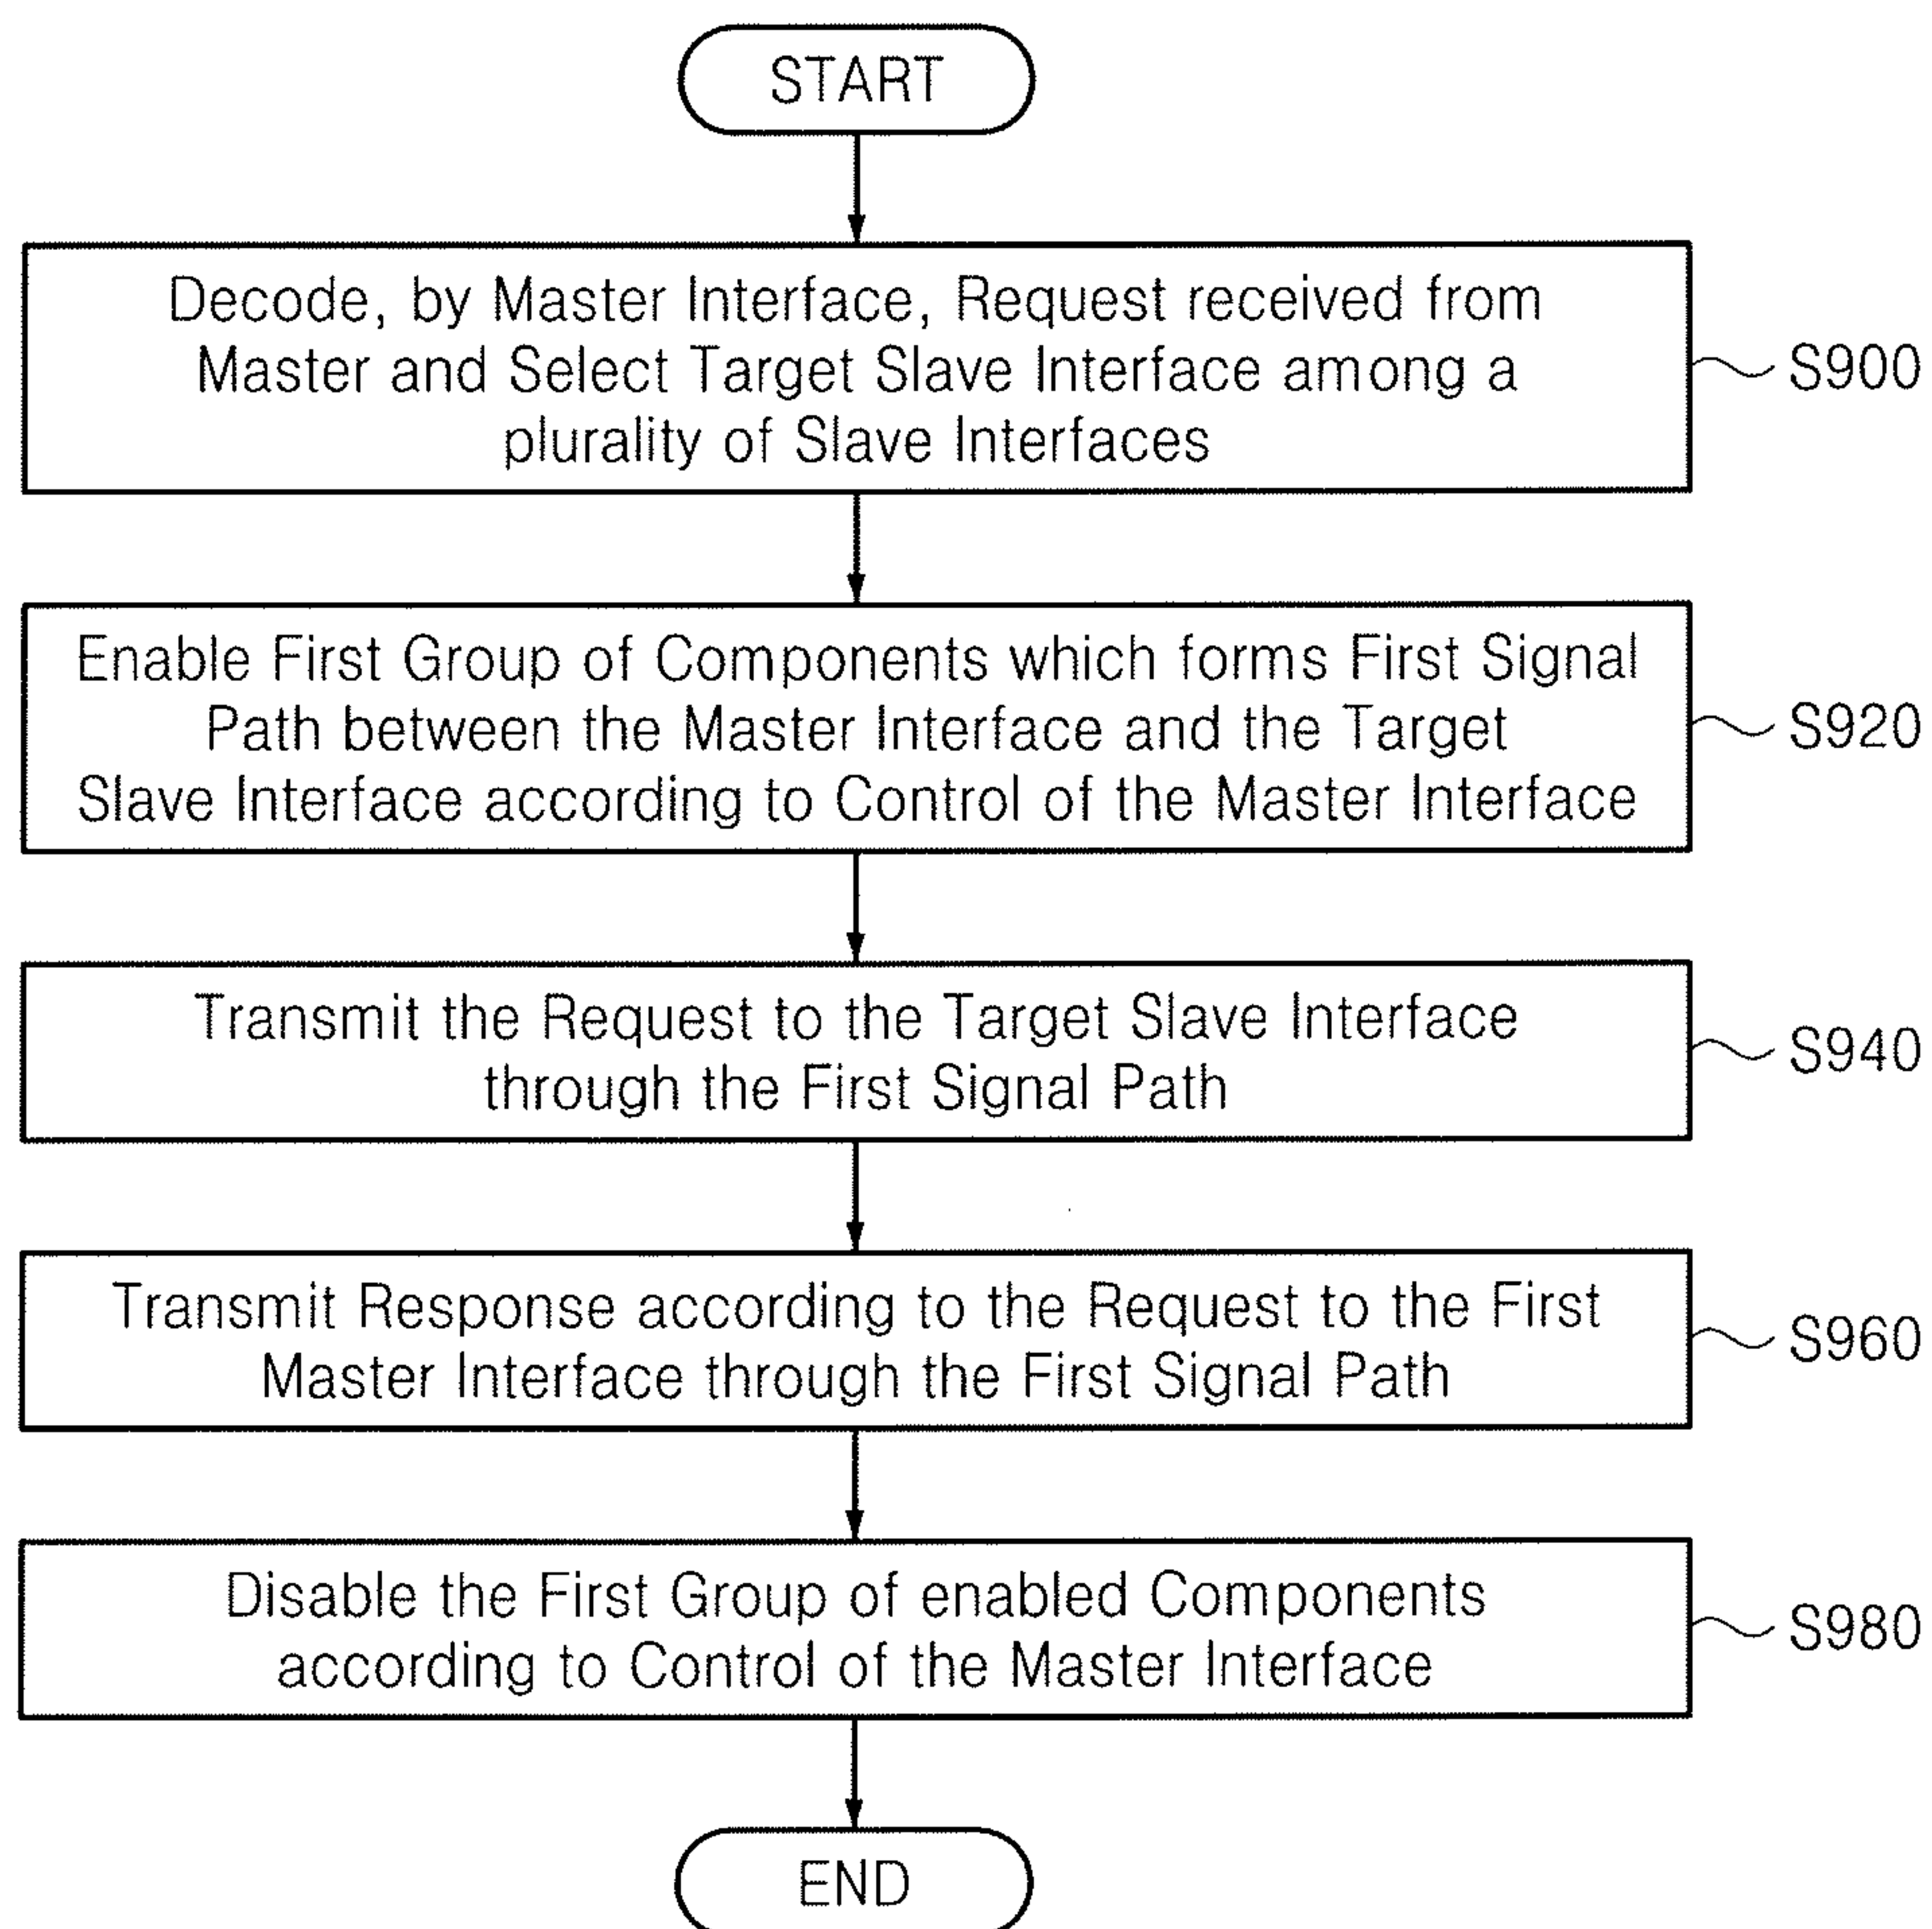 START
Decode, by Master Interface, Request received from
Master and Select Target Slave Interface among a
plurality of Slave Interfaces
S900
Enable First Group of Components which forms First Signal
Path between the Master Interface and the Target
Slave Interface according to Control of the Master Interface
S920
Transmit the Request to the Target Slave Interface
through the First Signal Path
S940
Transmit Response according to the Request to the First
Master Interface through the First Signal Path
S960
Disable the First Group of enabled Components
according to Control of the Master Interface
S980
END